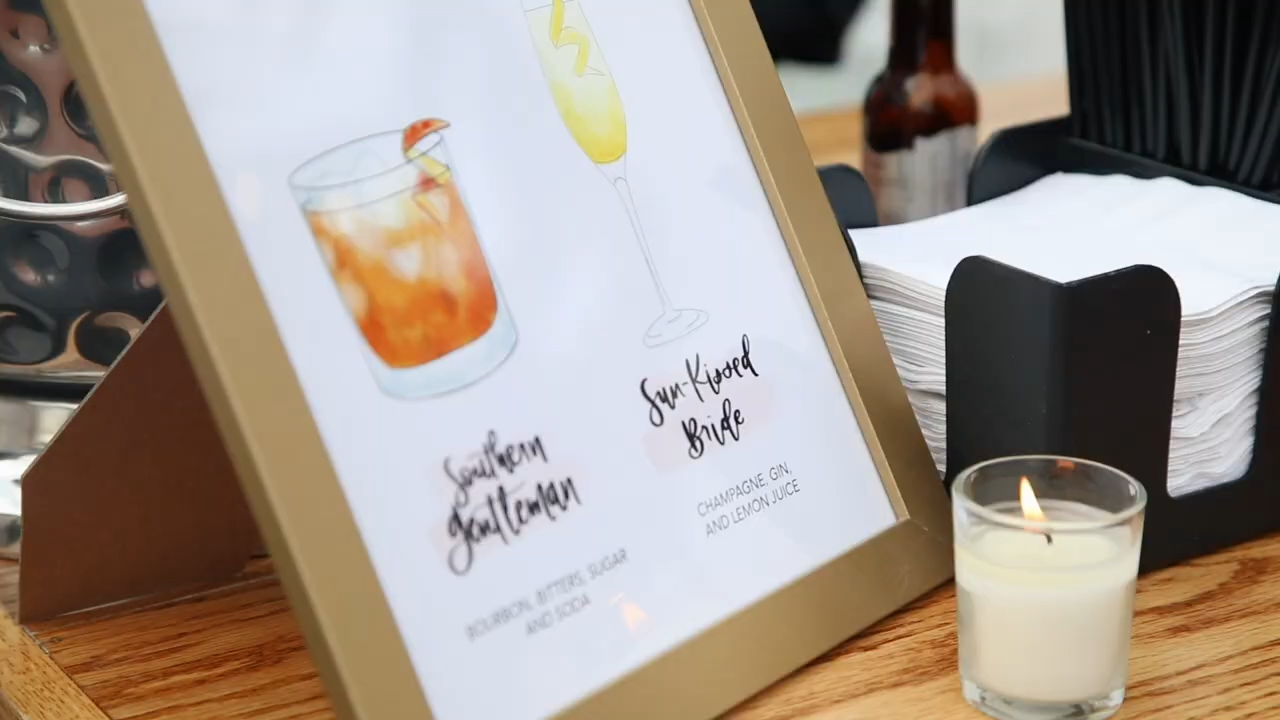 Southern
Gentleman
BOURBON, BITTERS, SUGAR
AND SODA
Sun-Kissed
Bride
CHAMPAGNE, GIN,
AND LEMON JUICE